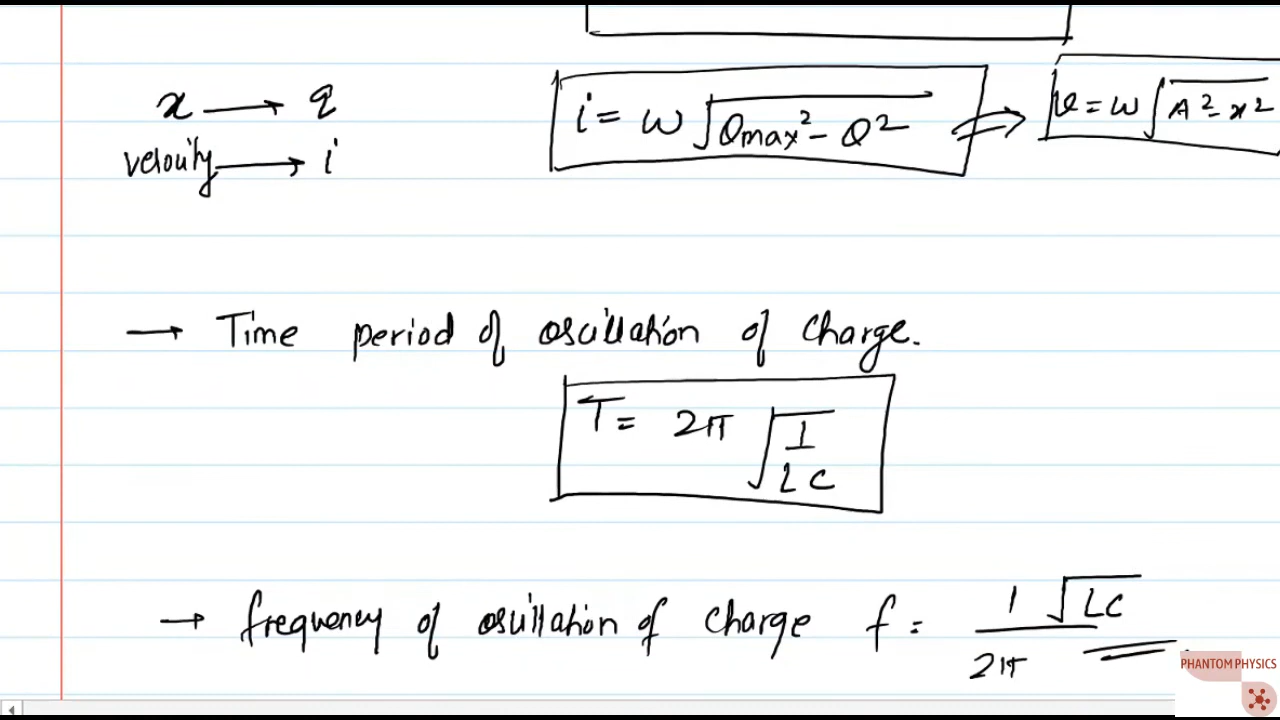 x → q
i = ω√(Qmax² - Q²) ⇒ v = ω√(A² - x²)
velocity → i
→ Time period of oscillation of charge.
T = 2π √(1/LC)
→ frequency of oscillation of charge f = 1/2π √LC
PHANTOM PHYSICS